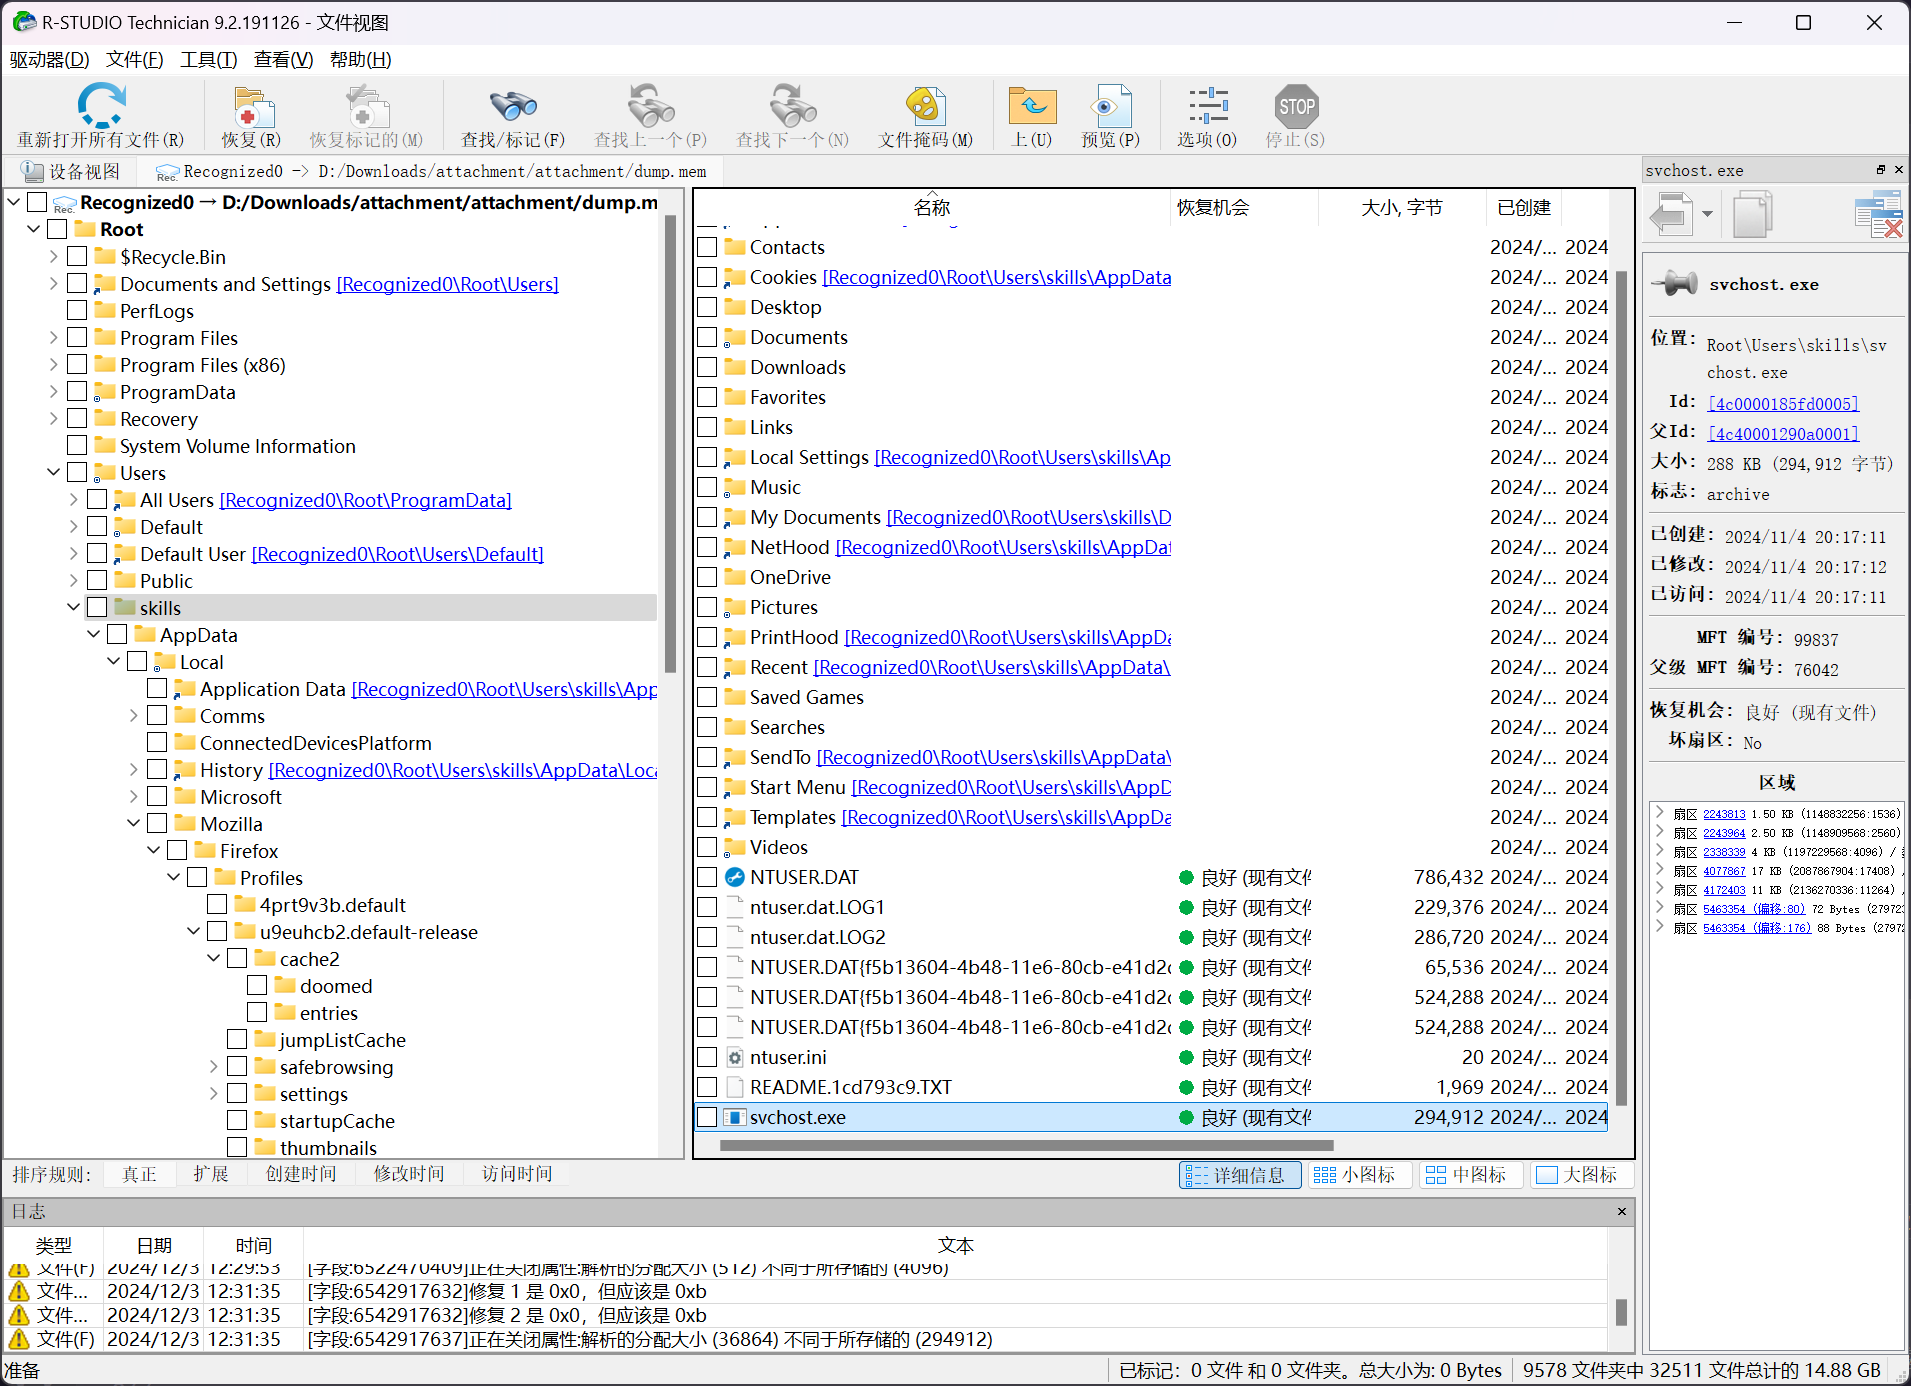 R-STUDIO Technician 9.2.191126 - 文件视图
驱动器(D) 文件(F) 工具(T) 查看(V) 帮助(H)
重新打开所有文件(R) 恢复(R) 恢复标记的(M) 查找/标记(F) 查找上一个(P) 查找下一个(N) 文件掩码(M) 上(U) 预览(P) 选项(O) STOP 停止(S)
设备视图 Rec. Recognized0 -> D:/Downloads/attachment/attachment/dump.mem
Rec. Recognized0 → D:/Downloads/attachment/attachment/dump.m
Root
$Recycle.Bin
Documents and Settings [Recognized0\Root\Users]
PerfLogs
Program Files
Program Files (x86)
ProgramData
Recovery
System Volume Information
Users
All Users [Recognized0\Root\ProgramData]
Default
Default User [Recognized0\Root\Users\Default]
Public
skills
AppData
Local
Application Data [Recognized0\Root\Users\skills\App
Comms
ConnectedDevicesPlatform
History [Recognized0\Root\Users\skills\AppData\Loca
Microsoft
Mozilla
Firefox
Profiles
4prt9v3b.default
u9euhcb2.default-release
cache2
doomed
entries
jumpListCache
safebrowsing
settings
startupCache
thumbnails
排序规则: 真正 扩展 创建时间 修改时间 访问时间
名称 恢复机会 大小, 字节 已创建
Contacts 2024/... 2024
Cookies [Recognized0\Root\Users\skills\AppData 2024/... 2024
Desktop 2024/... 2024
Documents 2024/... 2024
Downloads 2024/... 2024
Favorites 2024/... 2024
Links 2024/... 2024
Local Settings [Recognized0\Root\Users\skills\Ap 2024/... 2024
Music 2024/... 2024
My Documents [Recognized0\Root\Users\skills\D 2024/... 2024
NetHood [Recognized0\Root\Users\skills\AppDat 2024/... 2024
OneDrive 2024/... 2024
Pictures 2024/... 2024
PrintHood [Recognized0\Root\Users\skills\AppDa 2024/... 2024
Recent [Recognized0\Root\Users\skills\AppData\ 2024/... 2024
Saved Games 2024/... 2024
Searches 2024/... 2024
SendTo [Recognized0\Root\Users\skills\AppData\ 2024/... 2024
Start Menu [Recognized0\Root\Users\skills\AppD 2024/... 2024
Templates [Recognized0\Root\Users\skills\AppDa 2024/... 2024
Videos 2024/... 2024
NTUSER.DAT 良好 (现有文件 786,432 2024/... 2024
ntuser.dat.LOG1 良好 (现有文件 229,376 2024/... 2024
ntuser.dat.LOG2 良好 (现有文件 286,720 2024/... 2024
NTUSER.DAT{f5b13604-4b48-11e6-80cb-e41d2c 良好 (现有文件 65,536 2024/... 2024
NTUSER.DAT{f5b13604-4b48-11e6-80cb-e41d2c 良好 (现有文件 524,288 2024/... 2024
NTUSER.DAT{f5b13604-4b48-11e6-80cb-e41d2c 良好 (现有文件 524,288 2024/... 2024
ntuser.ini 良好 (现有文件 20 2024/... 2024
README.1cd793c9.TXT 良好 (现有文件 1,969 2024/... 2024
svchost.exe 良好 (现有文件 294,912 2024/... 2024
详细信息 小图标 中图标 大图标
svchost.exe
svchost.exe
位置: Root\Users\skills\sv
chost.exe
Id: [4c0000185fd0005]
父Id: [4c40001290a0001]
大小: 288 KB (294,912 字节)
标志: archive
已创建: 2024/11/4 20:17:11
已修改: 2024/11/4 20:17:12
已访问: 2024/11/4 20:17:11
MFT 编号: 99837
父级 MFT 编号: 76042
恢复机会: 良好 (现有文件)
坏扇区: No
区域
扇区 2243813 1.50 KB (1148832256:1536)
扇区 2243964 2.50 KB (1148909568:2560)
扇区 2338339 4 KB (1197229568:4096) /
扇区 4077867 17 KB (2087867904:17408)
扇区 4172403 11 KB (2136270336:11264)
扇区 5463354 (偏移:80) 72 Bytes (27972
扇区 5463354 (偏移:176) 88 Bytes (2797
日志
类型 日期 时间 文本
文件(F) 2024/12/3 12:29:53 [字段:6522470409]正在关闭属性:解析的分配大小 (512) 不同于所存储的 (4096)
文件... 2024/12/3 12:31:35 [字段:6542917632]修复 1 是 0x0，但应该是 0xb
文件... 2024/12/3 12:31:35 [字段:6542917632]修复 2 是 0x0，但应该是 0xb
文件(F) 2024/12/3 12:31:35 [字段:6542917637]正在关闭属性:解析的分配大小 (36864) 不同于所存储的 (294912)
准备 已标记: 0 文件 和 0 文件夹。总大小为: 0 Bytes 9578 文件夹中 32511 文件总计的 14.88 GB